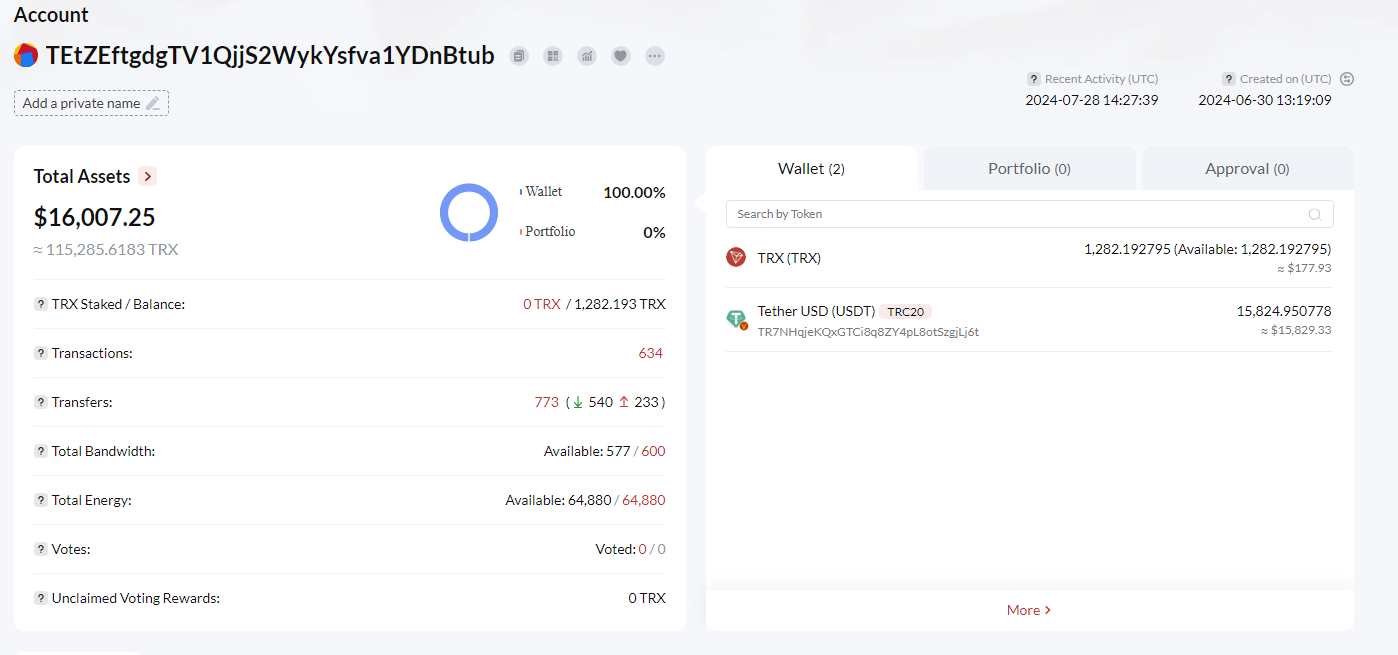 Account
TEtZEftgdgTV1QjjS2WykYsfva1YDnBtub
Add a private name
? Recent Activity (UTC)
2024-07-28 14:27:39
? Created on (UTC)
2024-06-30 13:19:09
Total Assets
$16,007.25
≈ 115,285.6183 TRX
Wallet 100.00%
Portfolio 0%
? TRX Staked / Balance: 0 TRX / 1,282.193 TRX
? Transactions: 634
? Transfers: 773 ( ↓ 540 ↑ 233 )
? Total Bandwidth: Available: 577 / 600
? Total Energy: Available: 64,880 / 64,880
? Votes: Voted: 0 / 0
? Unclaimed Voting Rewards: 0 TRX
Wallet (2) Portfolio (0) Approval (0)
Search by Token
TRX (TRX) 1,282.192795 (Available: 1,282.192795)
≈ $177.93
Tether USD (USDT) TRC20 15,824.950778
TR7NHqjeKQxGTCi8q8ZY4pL8otSzgjLj6t ≈ $15,829.33
More >